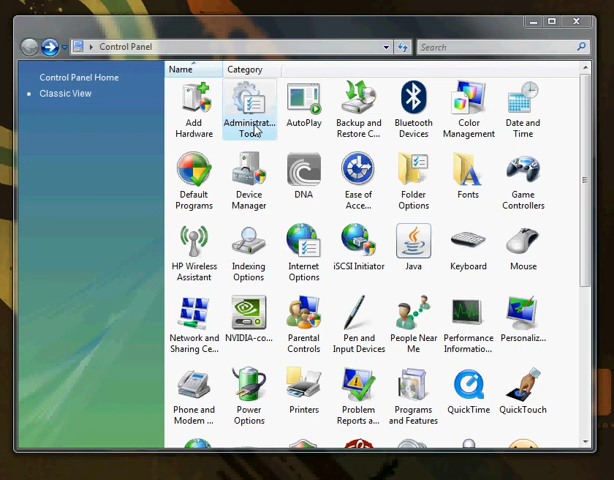 Control Panel
Search
Control Panel Home
Classic View
Name
Category
Add
Hardware
Administrat...
Tools
AutoPlay
Backup and
Restore C...
Bluetooth
Devices
Color
Management
Date and
Time
Default
Programs
Device
Manager
DNA
Ease of
Acce...
Folder
Options
Fonts
Game
Controllers
HP Wireless
Assistant
Indexing
Options
Internet
Options
iSCSI Initiator
Java
Keyboard
Mouse
Network and
Sharing Ce...
NVIDIA-co...
Parental
Controls
Pen and
Input Devices
People Near
Me
Performance
Informatio...
Personaliz...
Phone and
Modem ...
Power
Options
Printers
Problem
Reports a...
Programs
and Features
QuickTime
QuickTouch